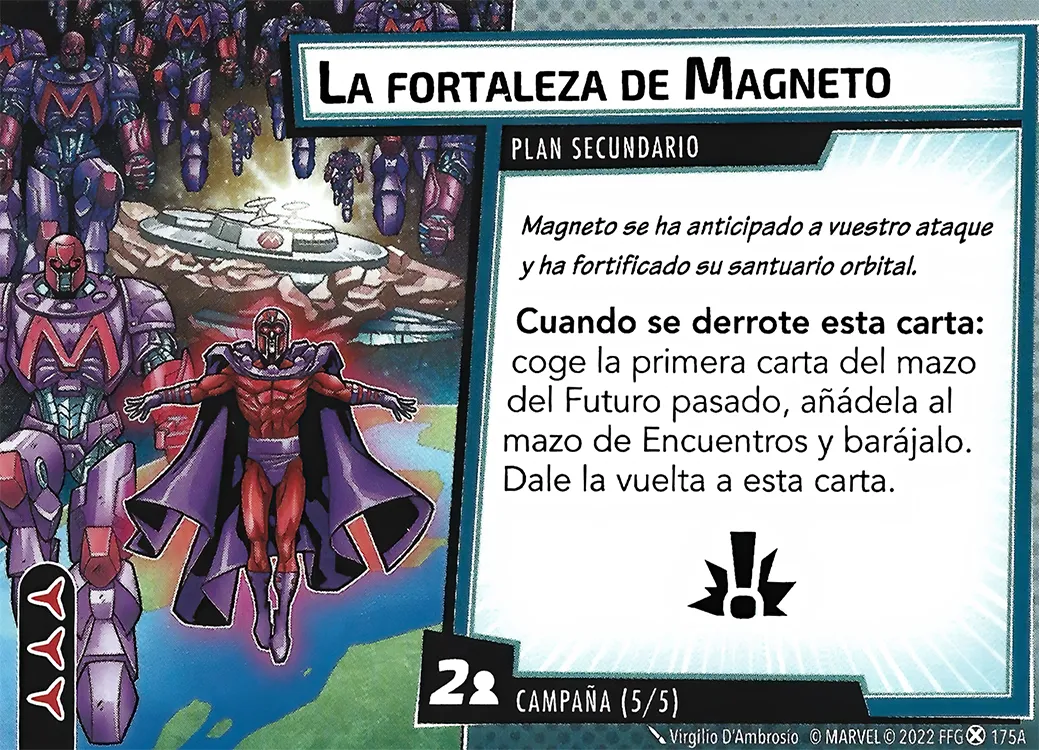 LA FORTALEZA DE MAGNETO
PLAN SECUNDARIO
Magneto se ha anticipado a vuestro ataque
y ha fortificado su santuario orbital.
Cuando se derrote esta carta:
coge la primera carta del mazo
del Futuro pasado, añádela al
mazo de Encuentros y barájalo.
Dale la vuelta a esta carta.
2
CAMPAÑA (5/5)
Virgilio D'Ambrosio © MARVEL © 2022 FFG 175A